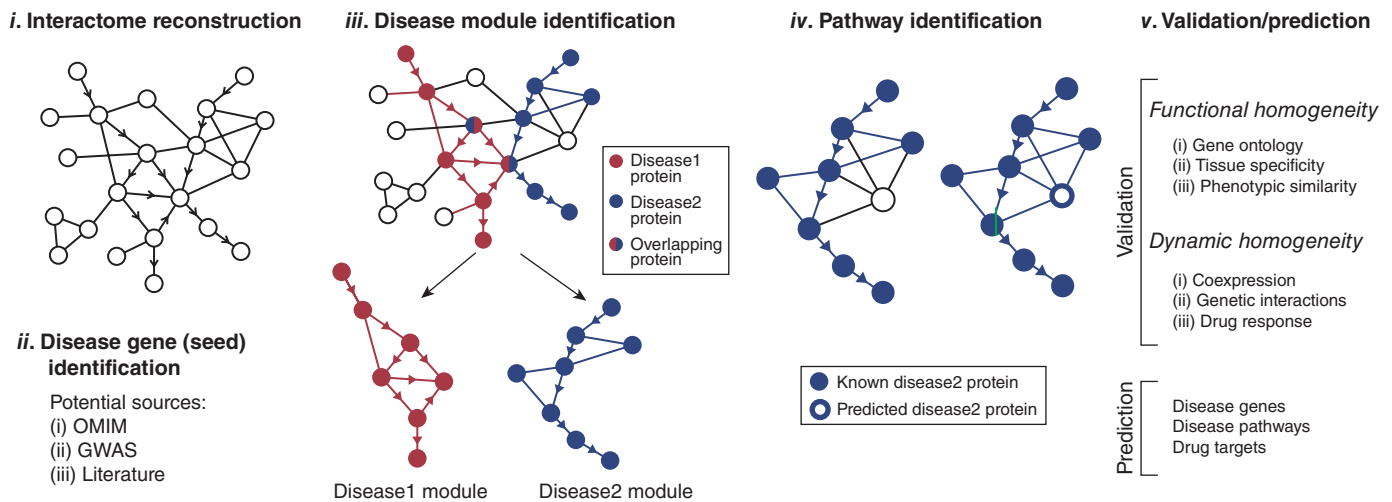 i. Interactome reconstruction
ii. Disease gene (seed)
identification
Potential sources:
(i) OMIM
(ii) GWAS
(iii) Literature
iii. Disease module identification
Disease1
protein
Disease2
protein
Overlapping
protein
Disease1 module
Disease2 module
iv. Pathway identification
Known disease2 protein
Predicted disease2 protein
v. Validation/prediction
Validation
Functional homogeneity
(i) Gene ontology
(ii) Tissue specificity
(iii) Phenotypic similarity
Dynamic homogeneity
(i) Coexpression
(ii) Genetic interactions
(iii) Drug response
Prediction
Disease genes
Disease pathways
Drug targets